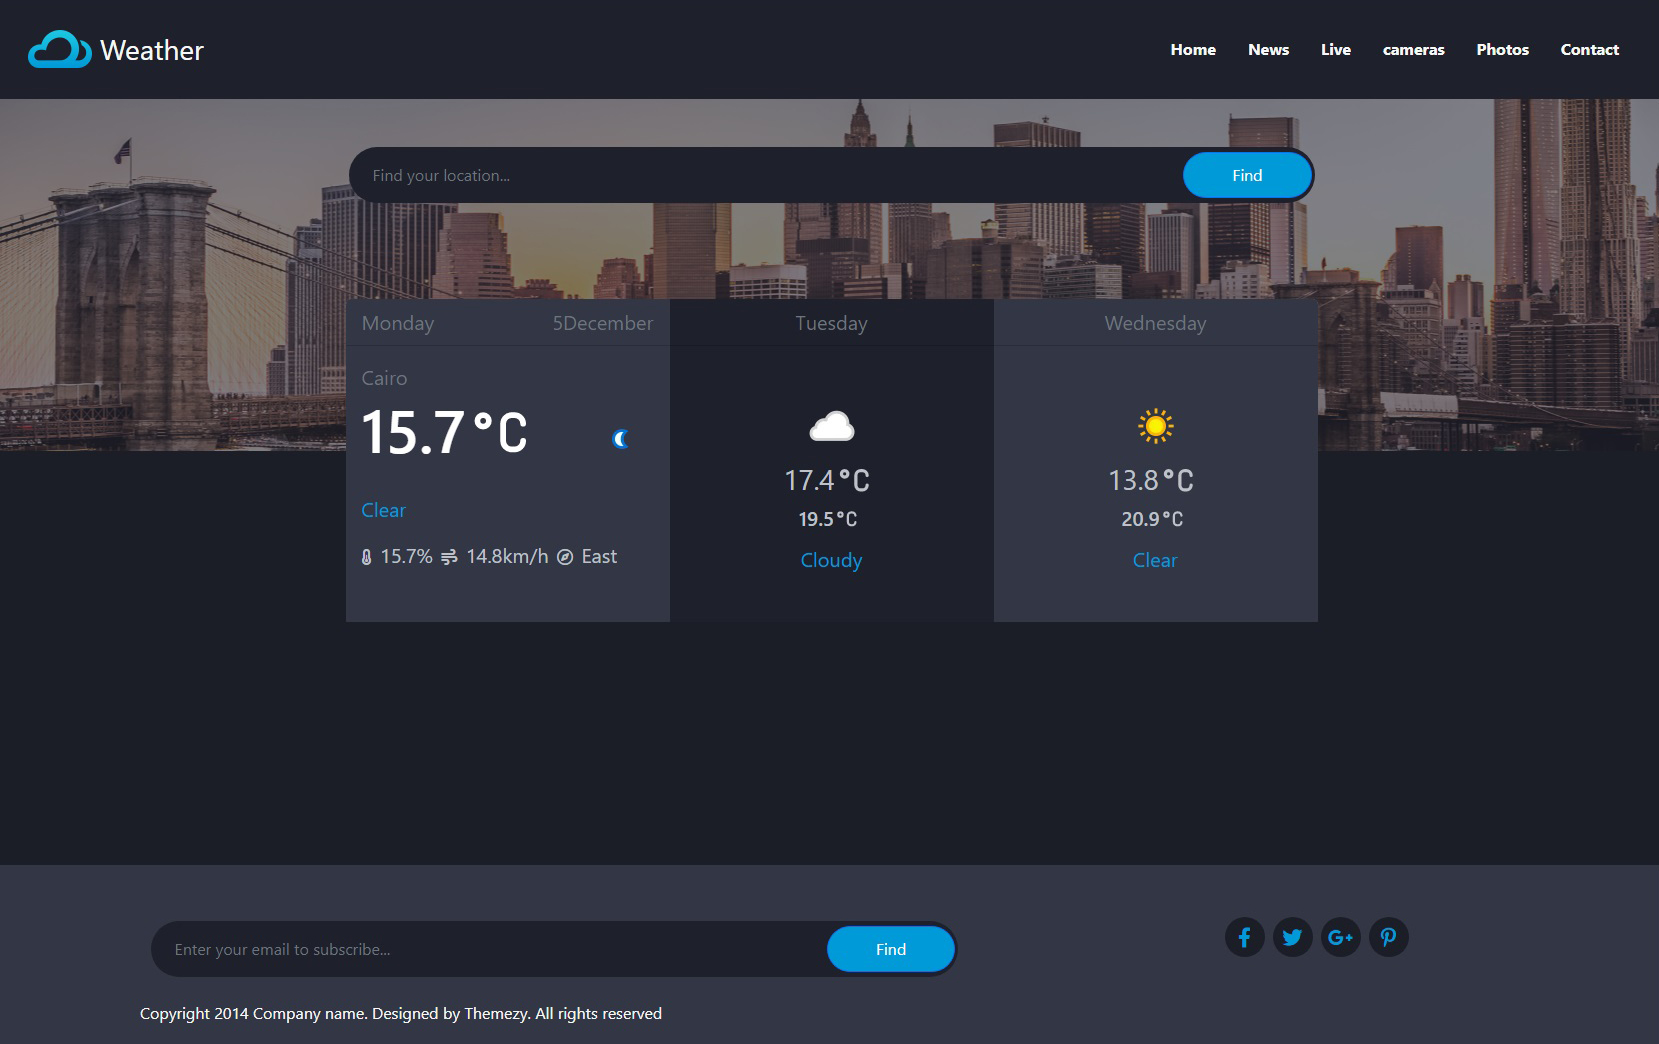 Weather
Home News Live cameras Photos Contact
Find your location... Find
Monday 5December Tuesday Wednesday
Cairo
15.7°C
17.4°C 13.8°C
Clear 19.5°C 20.9°C
15.7% 14.8km/h East Cloudy Clear
Enter your email to subscribe... Find
Copyright 2014 Company name. Designed by Themezy. All rights reserved